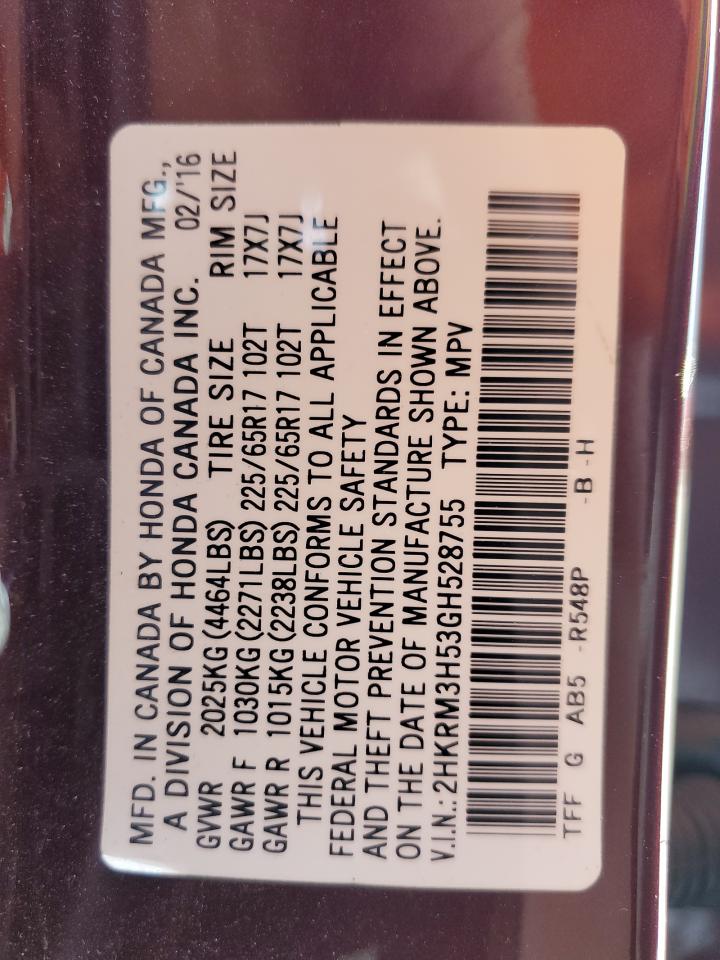 MFD. IN CANADA BY HONDA OF CANADA MFG.,
A DIVISION OF HONDA CANADA INC. 02/'16
GVWR 2025KG(4464LBS) TIRE SIZE RIM SIZE
GAWR F 1030KG(2271LBS) 225/65R17 102T 17X7J
GAWR R 1015KG(2238LBS) 225/65R17 102T 17X7J
THIS VEHICLE CONFORMS TO ALL APPLICABLE
FEDERAL MOTOR VEHICLE SAFETY
AND THEFT PREVENTION STANDARDS IN EFFECT
ON THE DATE OF MANUFACTURE SHOWN ABOVE.
V.I.N.:2HKRM3H53GH528755 TYPE: MPV
TFF G AB5 -R548P -B -H